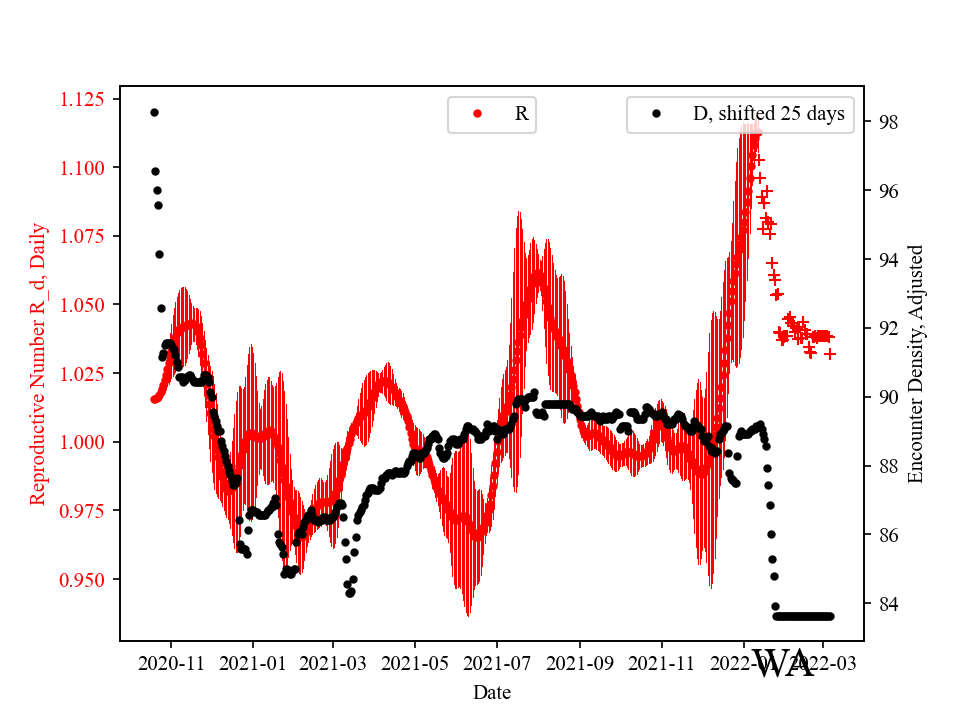 R
D, shifted 25 days
1.125
1.100
1.075
1.050
1.025
1.000
0.975
0.950
Reproductive Number R_d, Daily
98
96
94
92
90
88
86
84
Encounter Density, Adjusted
2020-11 2021-01 2021-03 2021-05 2021-07 2021-09 2021-11 2022-01 2022-03
WA
Date